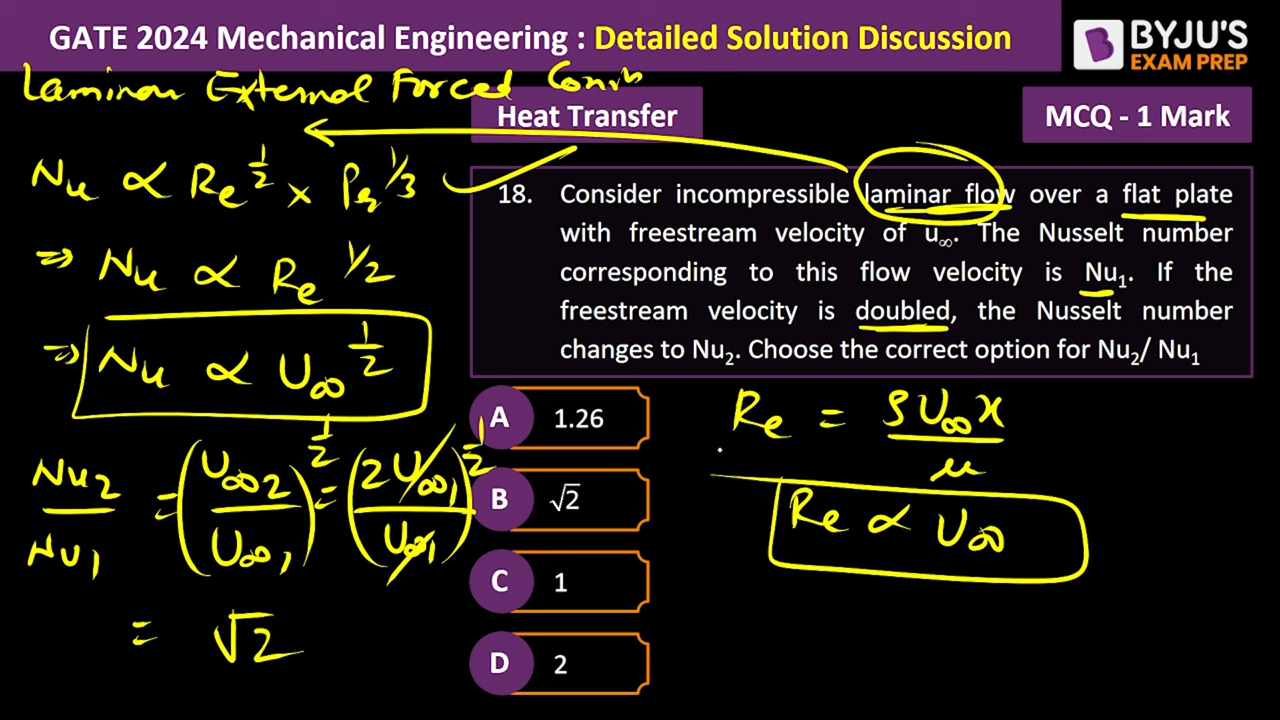 GATE 2024 Mechanical Engineering : Detailed Solution Discussion
BYJU'S
EXAM PREP
Laminar External Forced Conv
Heat Transfer
MCQ - 1 Mark
18. Consider incompressible laminar flow over a flat plate
with freestream velocity of u∞. The Nusselt number
corresponding to this flow velocity is Nu₁. If the
freestream velocity is doubled, the Nusselt number
changes to Nu₂. Choose the correct option for Nu₂/ Nu₁
A 1.26
B √2
C 1
D 2
Nu ∝ Re^1/2 × Pr^1/3
⇒ Nu ∝ Re^1/2
⇒ Nu ∝ U∞^1/2
Nu2/Nu1 = (U∞2/U∞1)^1/2 = (2U∞1/U∞1)^1/2
= √2
Re = ρU∞x/μ
Re ∝ U∞